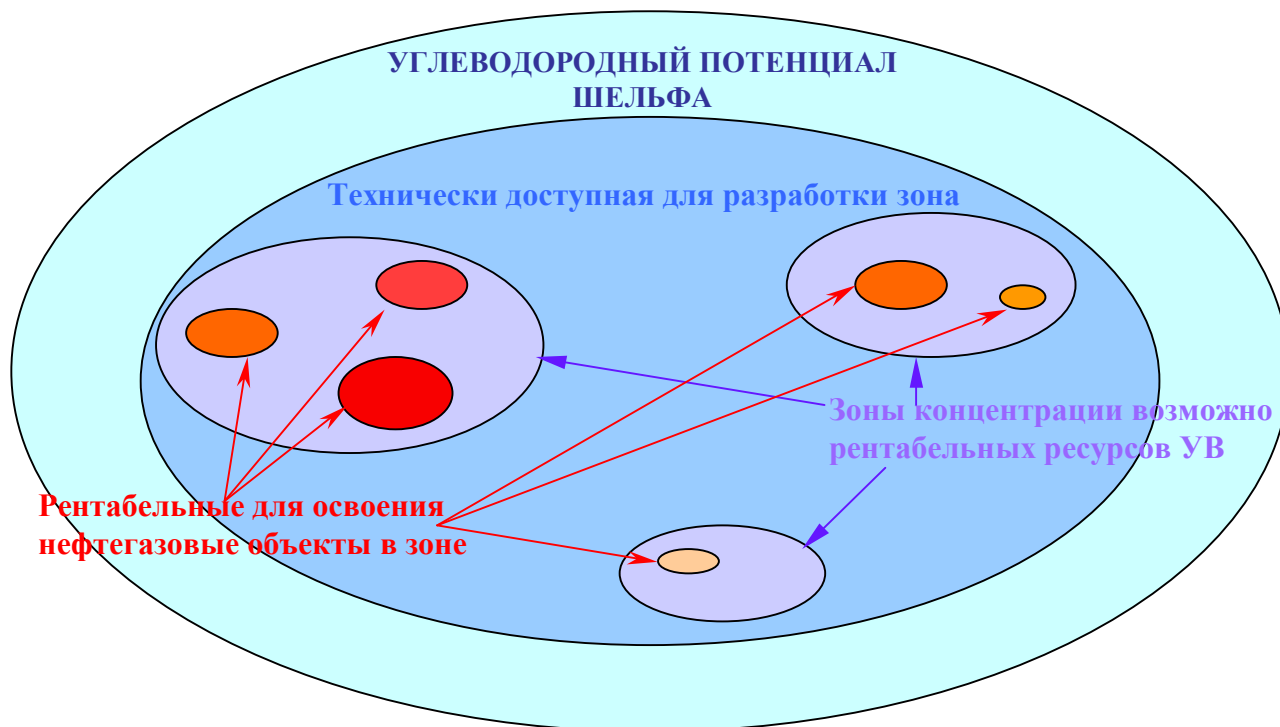 УГЛЕВОДОРОДНЫЙ ПОТЕНЦИАЛ
ШЕЛЬФА
Технически доступная для разработки зона
Зоны концентрации возможно
рентабельных ресурсов УВ
Рентабельные для освоения
нефтегазовые объекты в зоне